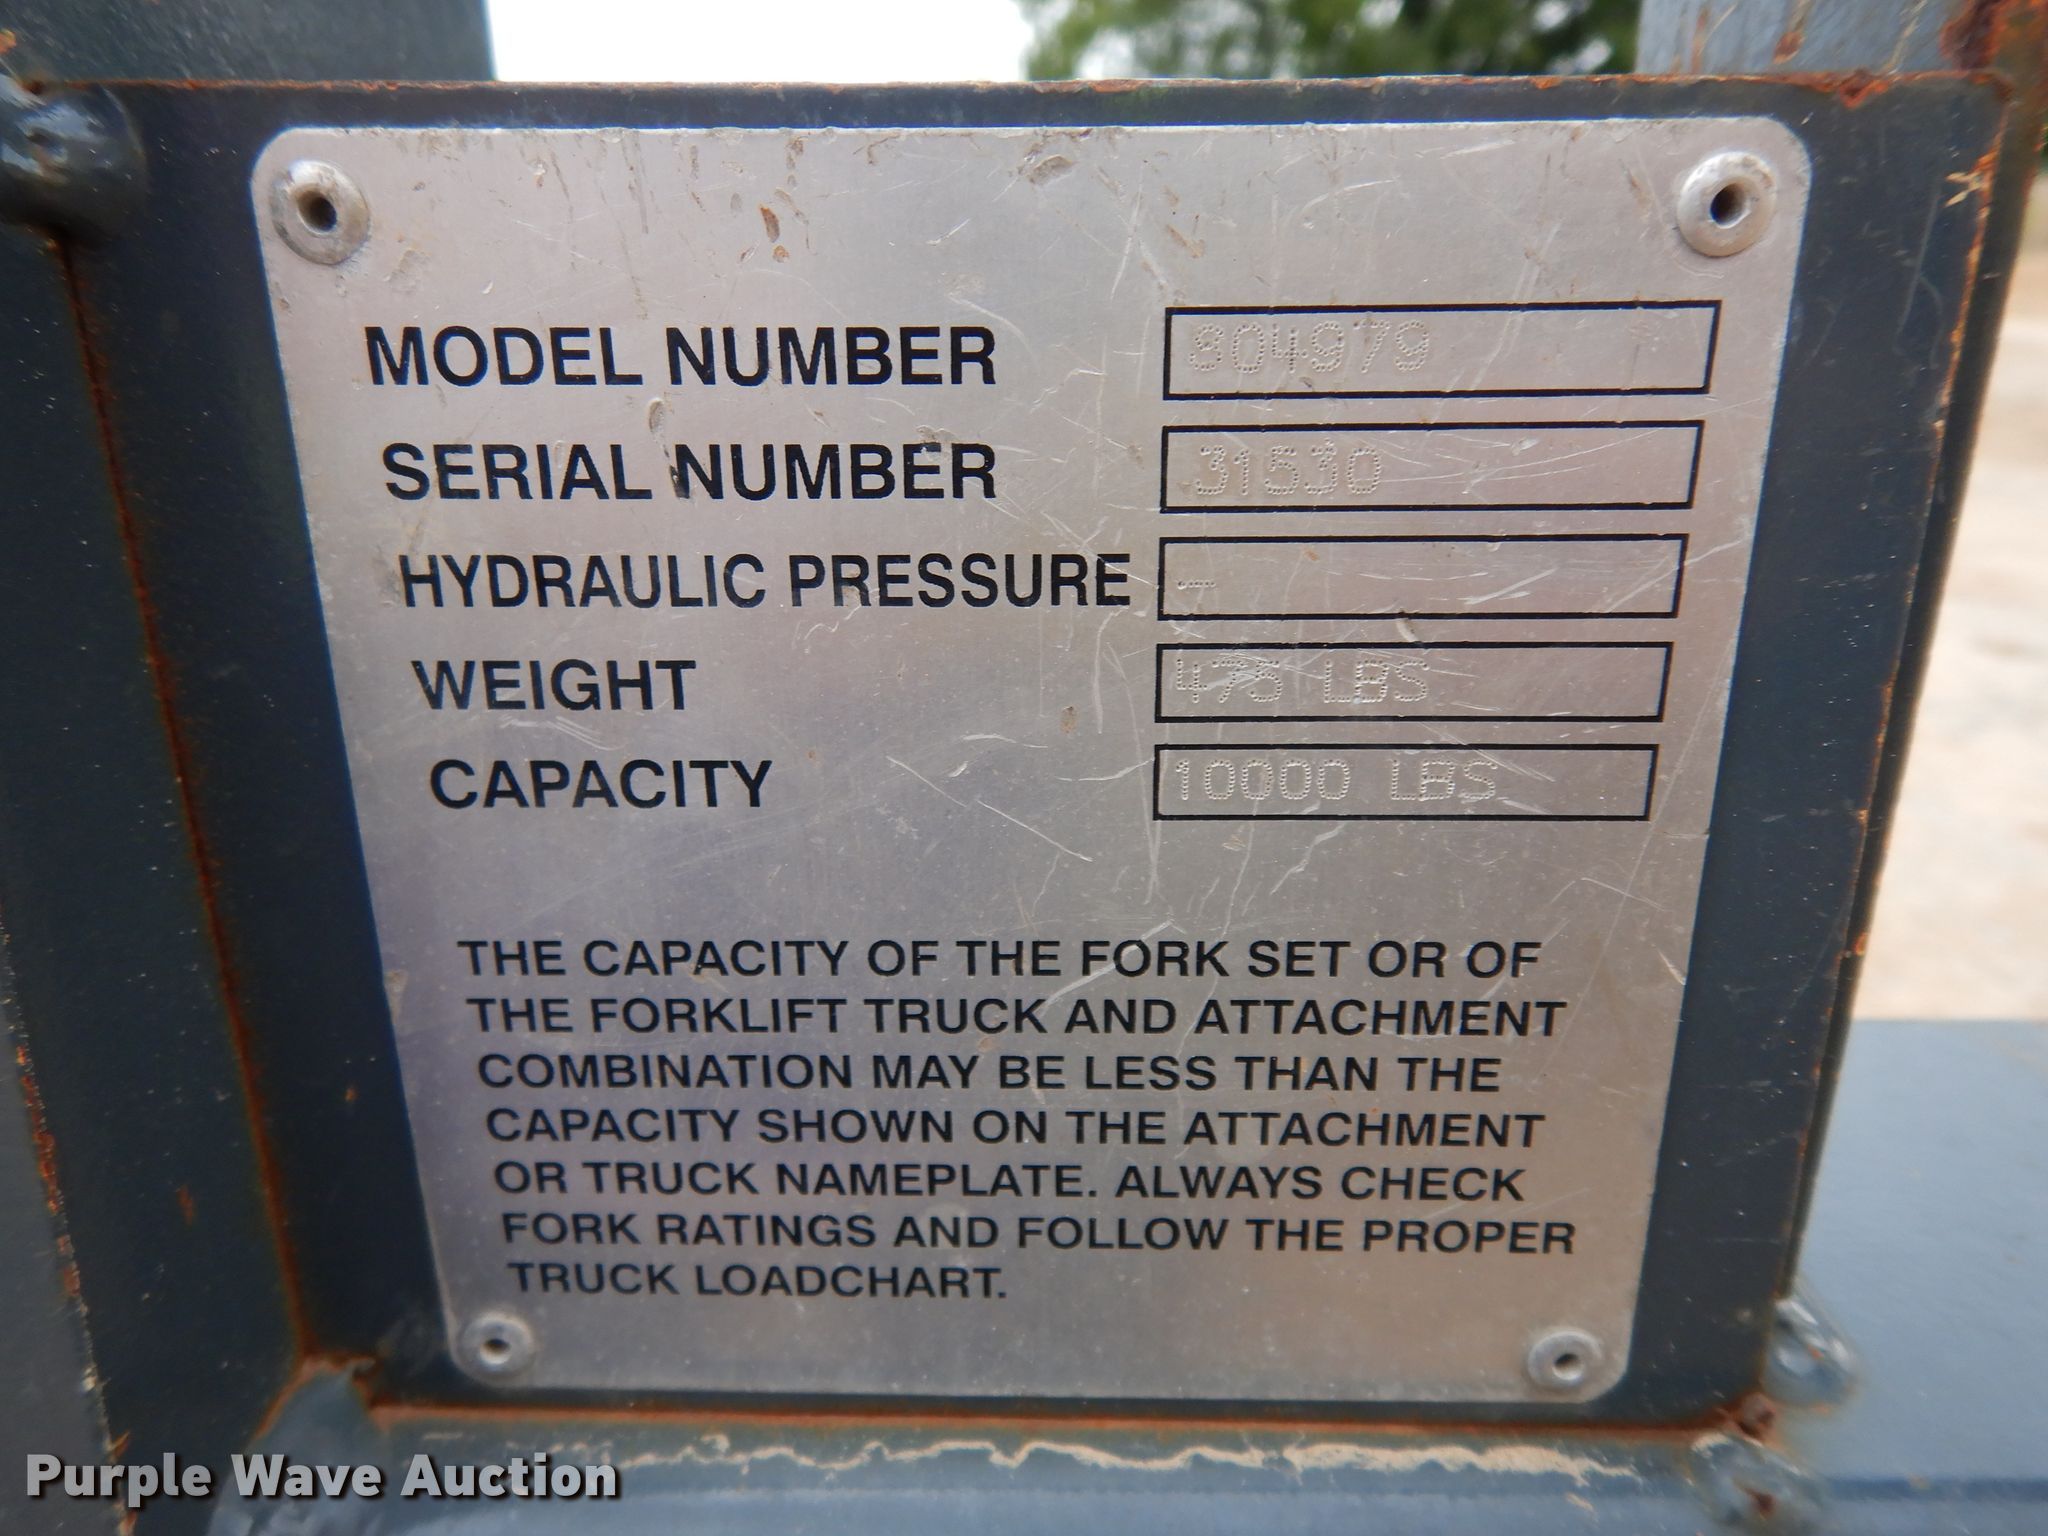 MODEL NUMBER 804979
SERIAL NUMBER 31530
HYDRAULIC PRESSURE -
WEIGHT 475 LBS
CAPACITY 10000 LBS
THE CAPACITY OF THE FORK SET OR OF
THE FORKLIFT TRUCK AND ATTACHMENT
COMBINATION MAY BE LESS THAN THE
CAPACITY SHOWN ON THE ATTACHMENT
OR TRUCK NAMEPLATE. ALWAYS CHECK
FORK RATINGS AND FOLLOW THE PROPER
TRUCK LOADCHART.
Purple Wave Auction